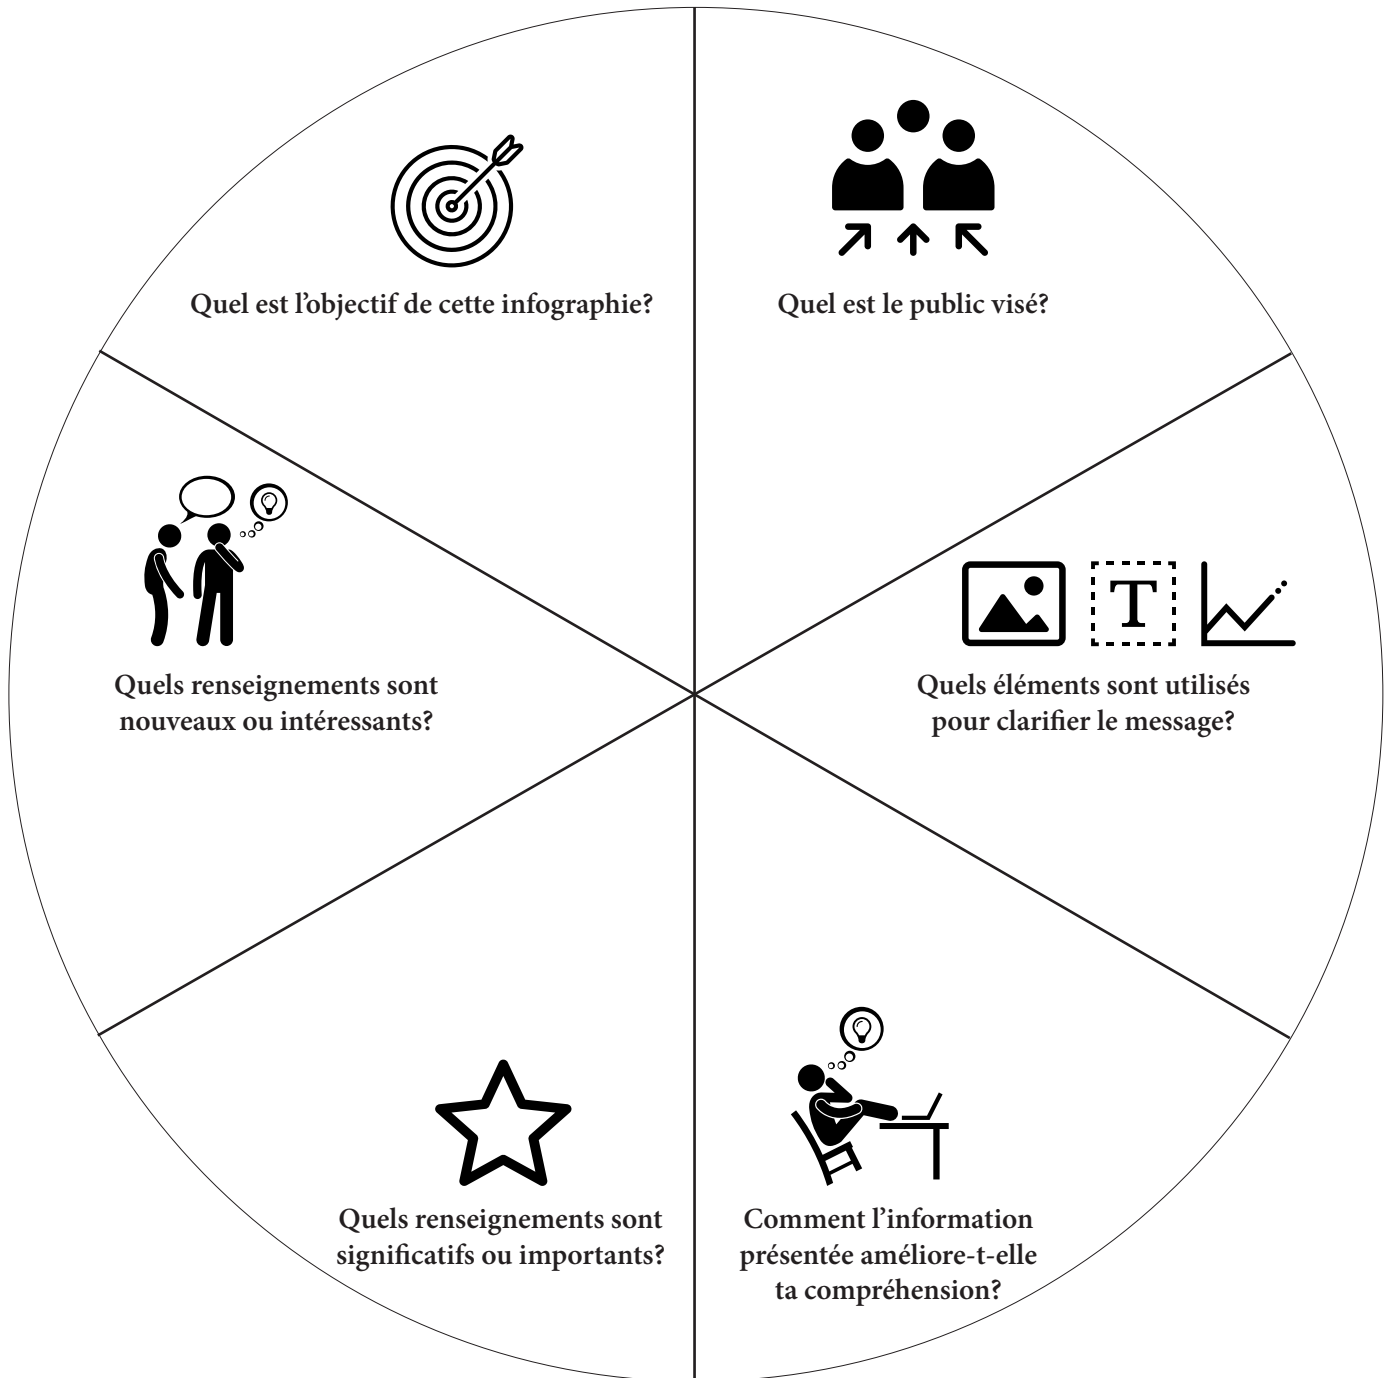 Quel est l’objectif de cette infographie?
Quel est le public visé?
Quels renseignements sont
nouveaux ou intéressants?
T
Quels éléments sont utilisés
pour clarifier le message?
Quels renseignements sont
significatifs ou importants?
Comment l’information
présentée améliore-t-elle
ta compréhension?